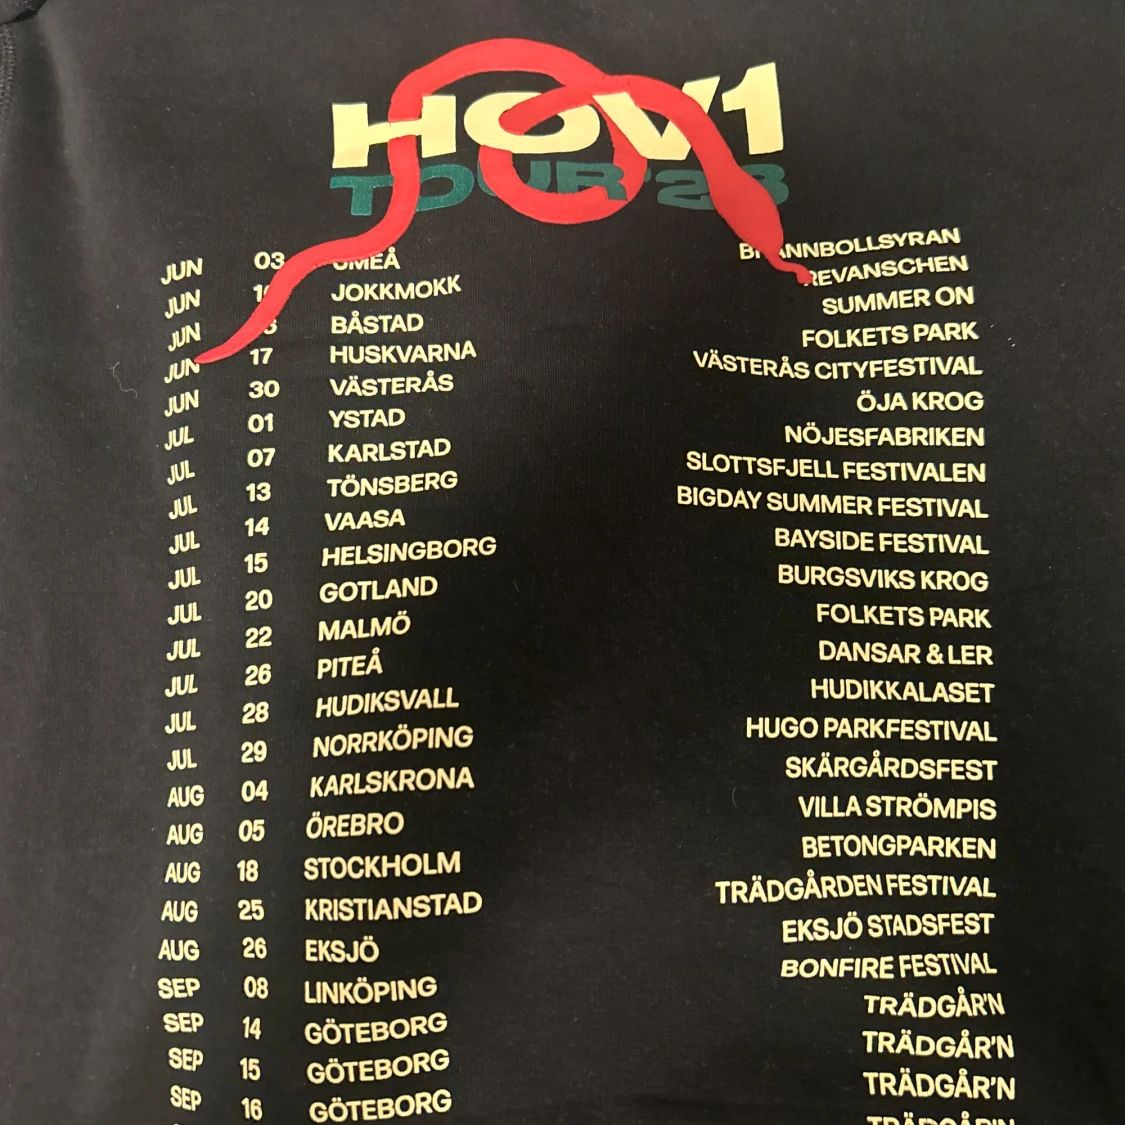 HOV1
TOUR'23
JUN 03 UMEÅ BRÄNNBOLLSYRAN
JUN JOKKMOKK REVANSCHEN
JUN BÅSTAD SUMMER ON
JUN 17 HUSKVARNA FOLKETS PARK
JUN 30 VÄSTERÅS VÄSTERÅS CITYFESTIVAL
JUL 01 YSTAD ÖJA KROG
JUL 07 KARLSTAD NÖJESFABRIKEN
JUL 13 TÖNSBERG SLOTTSFJELL FESTIVALEN
JUL 14 VAASA BIGDAY SUMMER FESTIVAL
JUL 15 HELSINGBORG BAYSIDE FESTIVAL
JUL 20 GOTLAND BURGSVIKS KROG
JUL 22 MALMÖ FOLKETS PARK
JUL 26 PITEÅ DANSAR & LER
JUL 28 HUDIKSVALL HUDIKKALASET
JUL 29 NORRKÖPING HUGO PARKFESTIVAL
AUG 04 KARLSKRONA SKÄRGÅRDSFEST
AUG 05 ÖREBRO VILLA STRÖMPIS
AUG 18 STOCKHOLM BETONGPARKEN
AUG 25 KRISTIANSTAD TRÄDGÅRDEN FESTIVAL
AUG 26 EKSJÖ EKSJÖ STADSFEST
SEP 08 LINKÖPING BONFIRE FESTIVAL
SEP 14 GÖTEBORG TRÄDGÅR'N
SEP 15 GÖTEBORG TRÄDGÅR'N
SEP 16 GÖTEBORG TRÄDGÅR'N
TRÄDGÅR'N